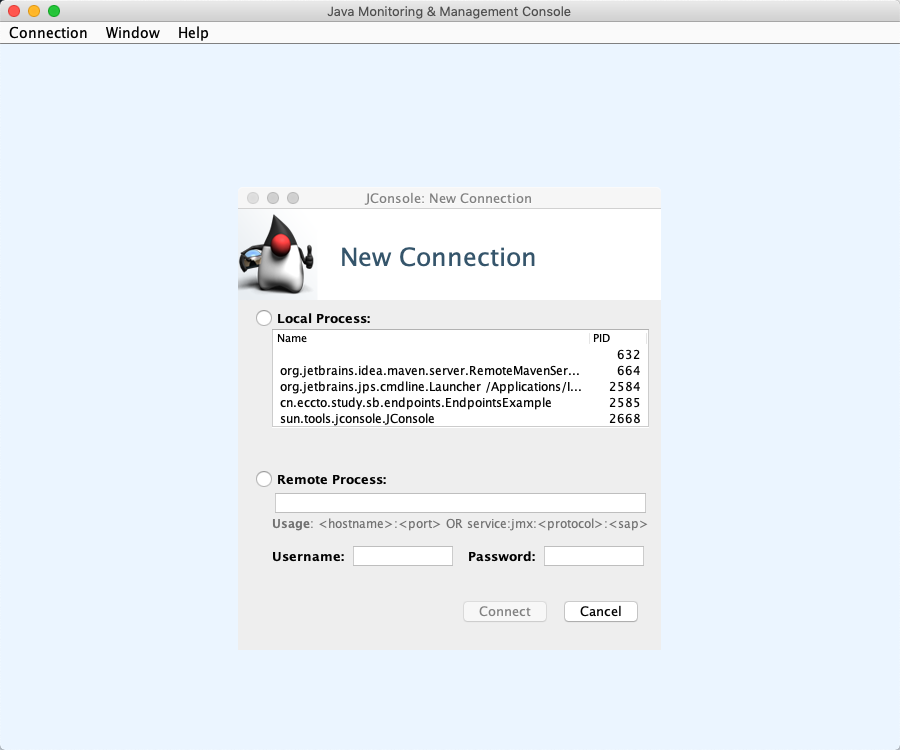 Java Monitoring & Management Console
Connection Window Help
JConsole: New Connection
New Connection
Local Process:
Name PID
632
org.jetbrains.idea.maven.server.RemoteMavenSer... 664
org.jetbrains.jps.cmdline.Launcher /Applications/I... 2584
cn.eccto.study.sb.endpoints.EndpointsExample 2585
sun.tools.jconsole.JConsole 2668
Remote Process:
Usage: <hostname>:<port> OR service:jmx:<protocol>:<sap>
Username: Password:
Connect Cancel